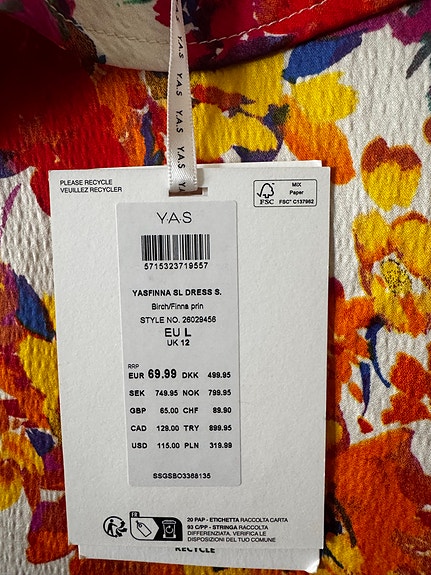 Y.A.S
Y.A.S
Y.A.S
Y.A.S
PLEASE RECYCLE
VEUILLEZ RECYCLER
FSC
MIX
Paper
FSC® C137962
Y.A.S
5715323719557
YASFINNA SL DRESS S.
Birch/Finna prin
STYLE NO. 26029456
EU L
UK 12
RRP
EUR 69.99 DKK 499.95
SEK 749.95 NOK 799.95
GBP 65.00 CHF 89.90
CAD 129.00 TRY 899.95
USD 115.00 PLN 319.99
SSGSBO3368135
FR
20 PAP - ETICHETTA RACCOLTA CARTA
93 C/PP - STRINGA RACCOLTA
DIFFERENZIATA. VERIFICA LE
DISPOSIZIONI DEL TUO COMUNE
RECYCLE